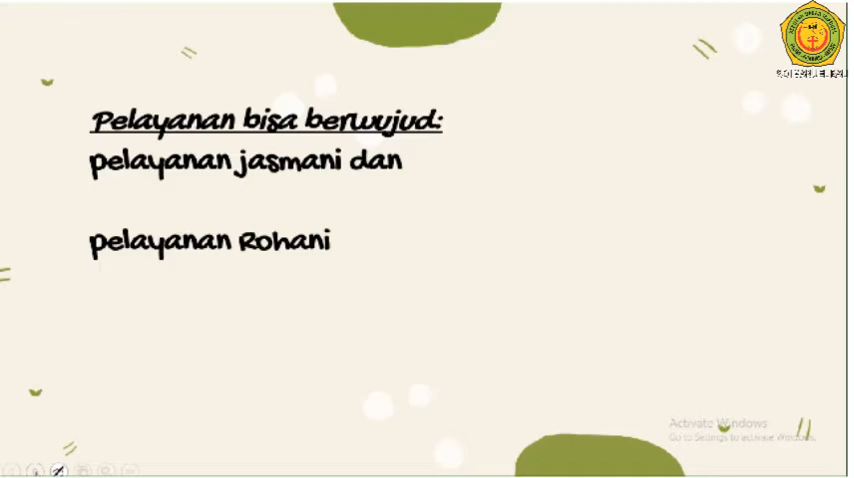 Pelayanan bisa berwujud:
pelayanan jasmani dan
pelayanan Rohani
Activate Windows
Go to Settings to activate Windows.